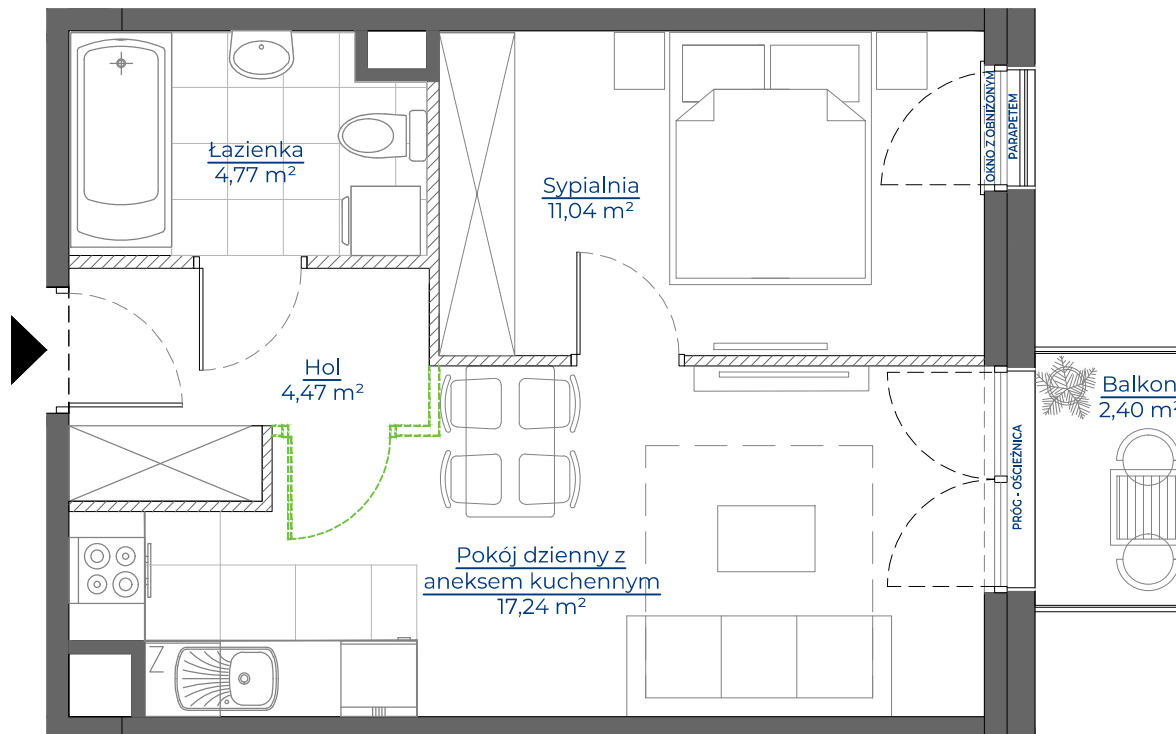 Łazienka
4,77 m²
Sypialnia
11,04 m²
OKNO Z OBNIŻONYM
PARAPETEM
Hol
4,47 m²
Balkon
2,40 m²
PRÓG - OŚCIEŻNICA
Pokój dzienny z
aneksem kuchennym
17,24 m²
Z